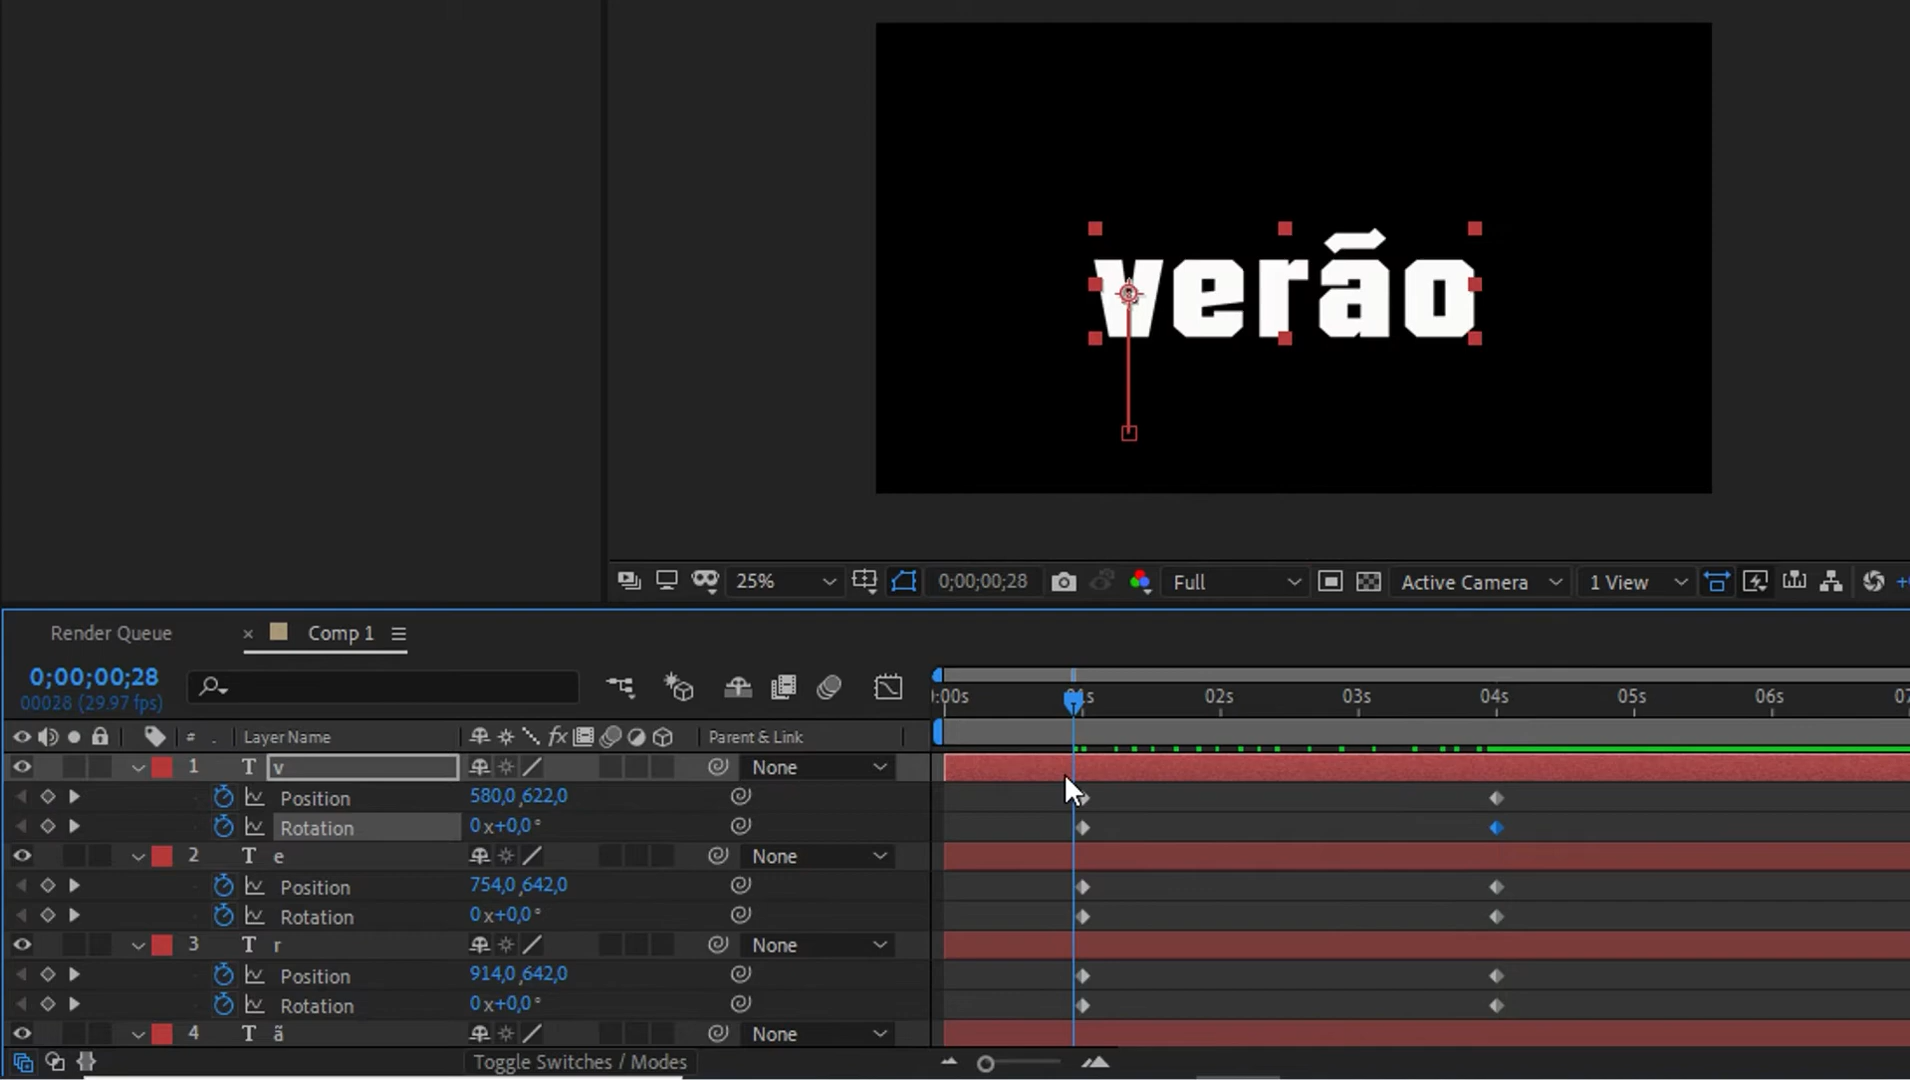 verão
25%
0;00;00;28
Full
Active Camera
1 View
Render Queue
× Comp 1
0;00;00;28
00028 (29.97 fps)
:00s 01s 02s 03s 04s 05s 06s 07
# . Layer Name fx Parent & Link
1 T v None
Position 580,0 ,622,0
Rotation 0x+0,0°
2 T e None
Position 754,0 ,642,0
Rotation 0x+0,0°
3 T r None
Position 914,0 ,642,0
Rotation 0x+0,0°
4 T ã None
Toggle Switches / Modes